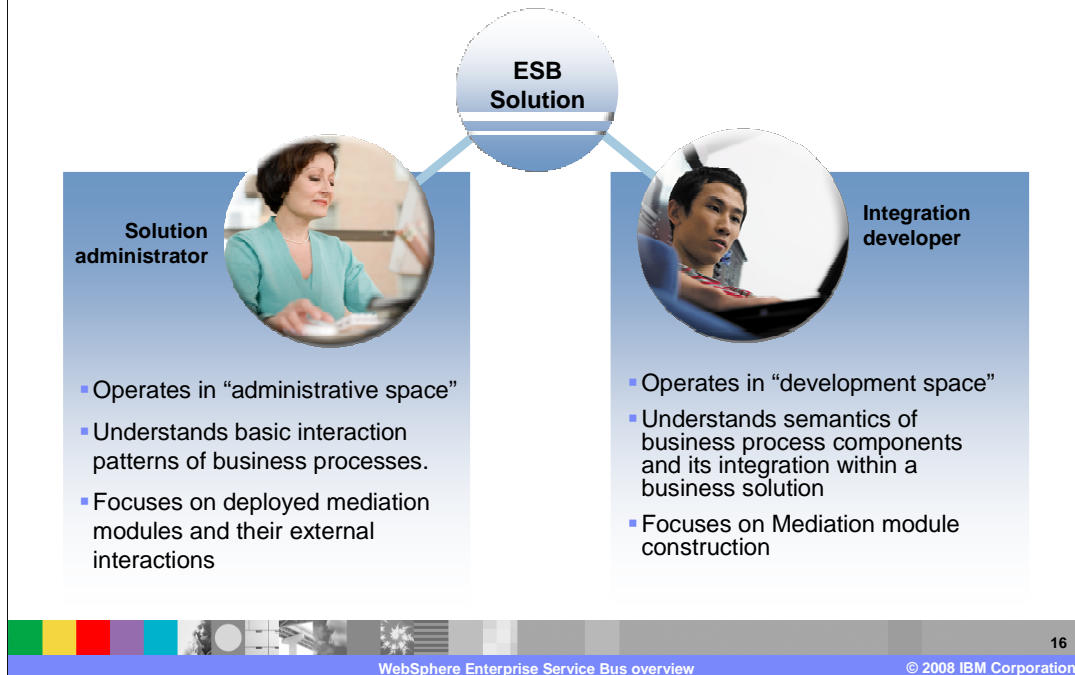 ESB
Solution
Solution
administrator
▪Operates in “administrative space”
▪Understands basic interaction
patterns of business processes.
▪Focuses on deployed mediation
modules and their external
interactions
Integration
developer
▪Operates in “development space”
▪Understands semantics of
business process components
and its integration within a
business solution
▪Focuses on Mediation module
construction
16
WebSphere Enterprise Service Bus overview
© 2008 IBM Corporation